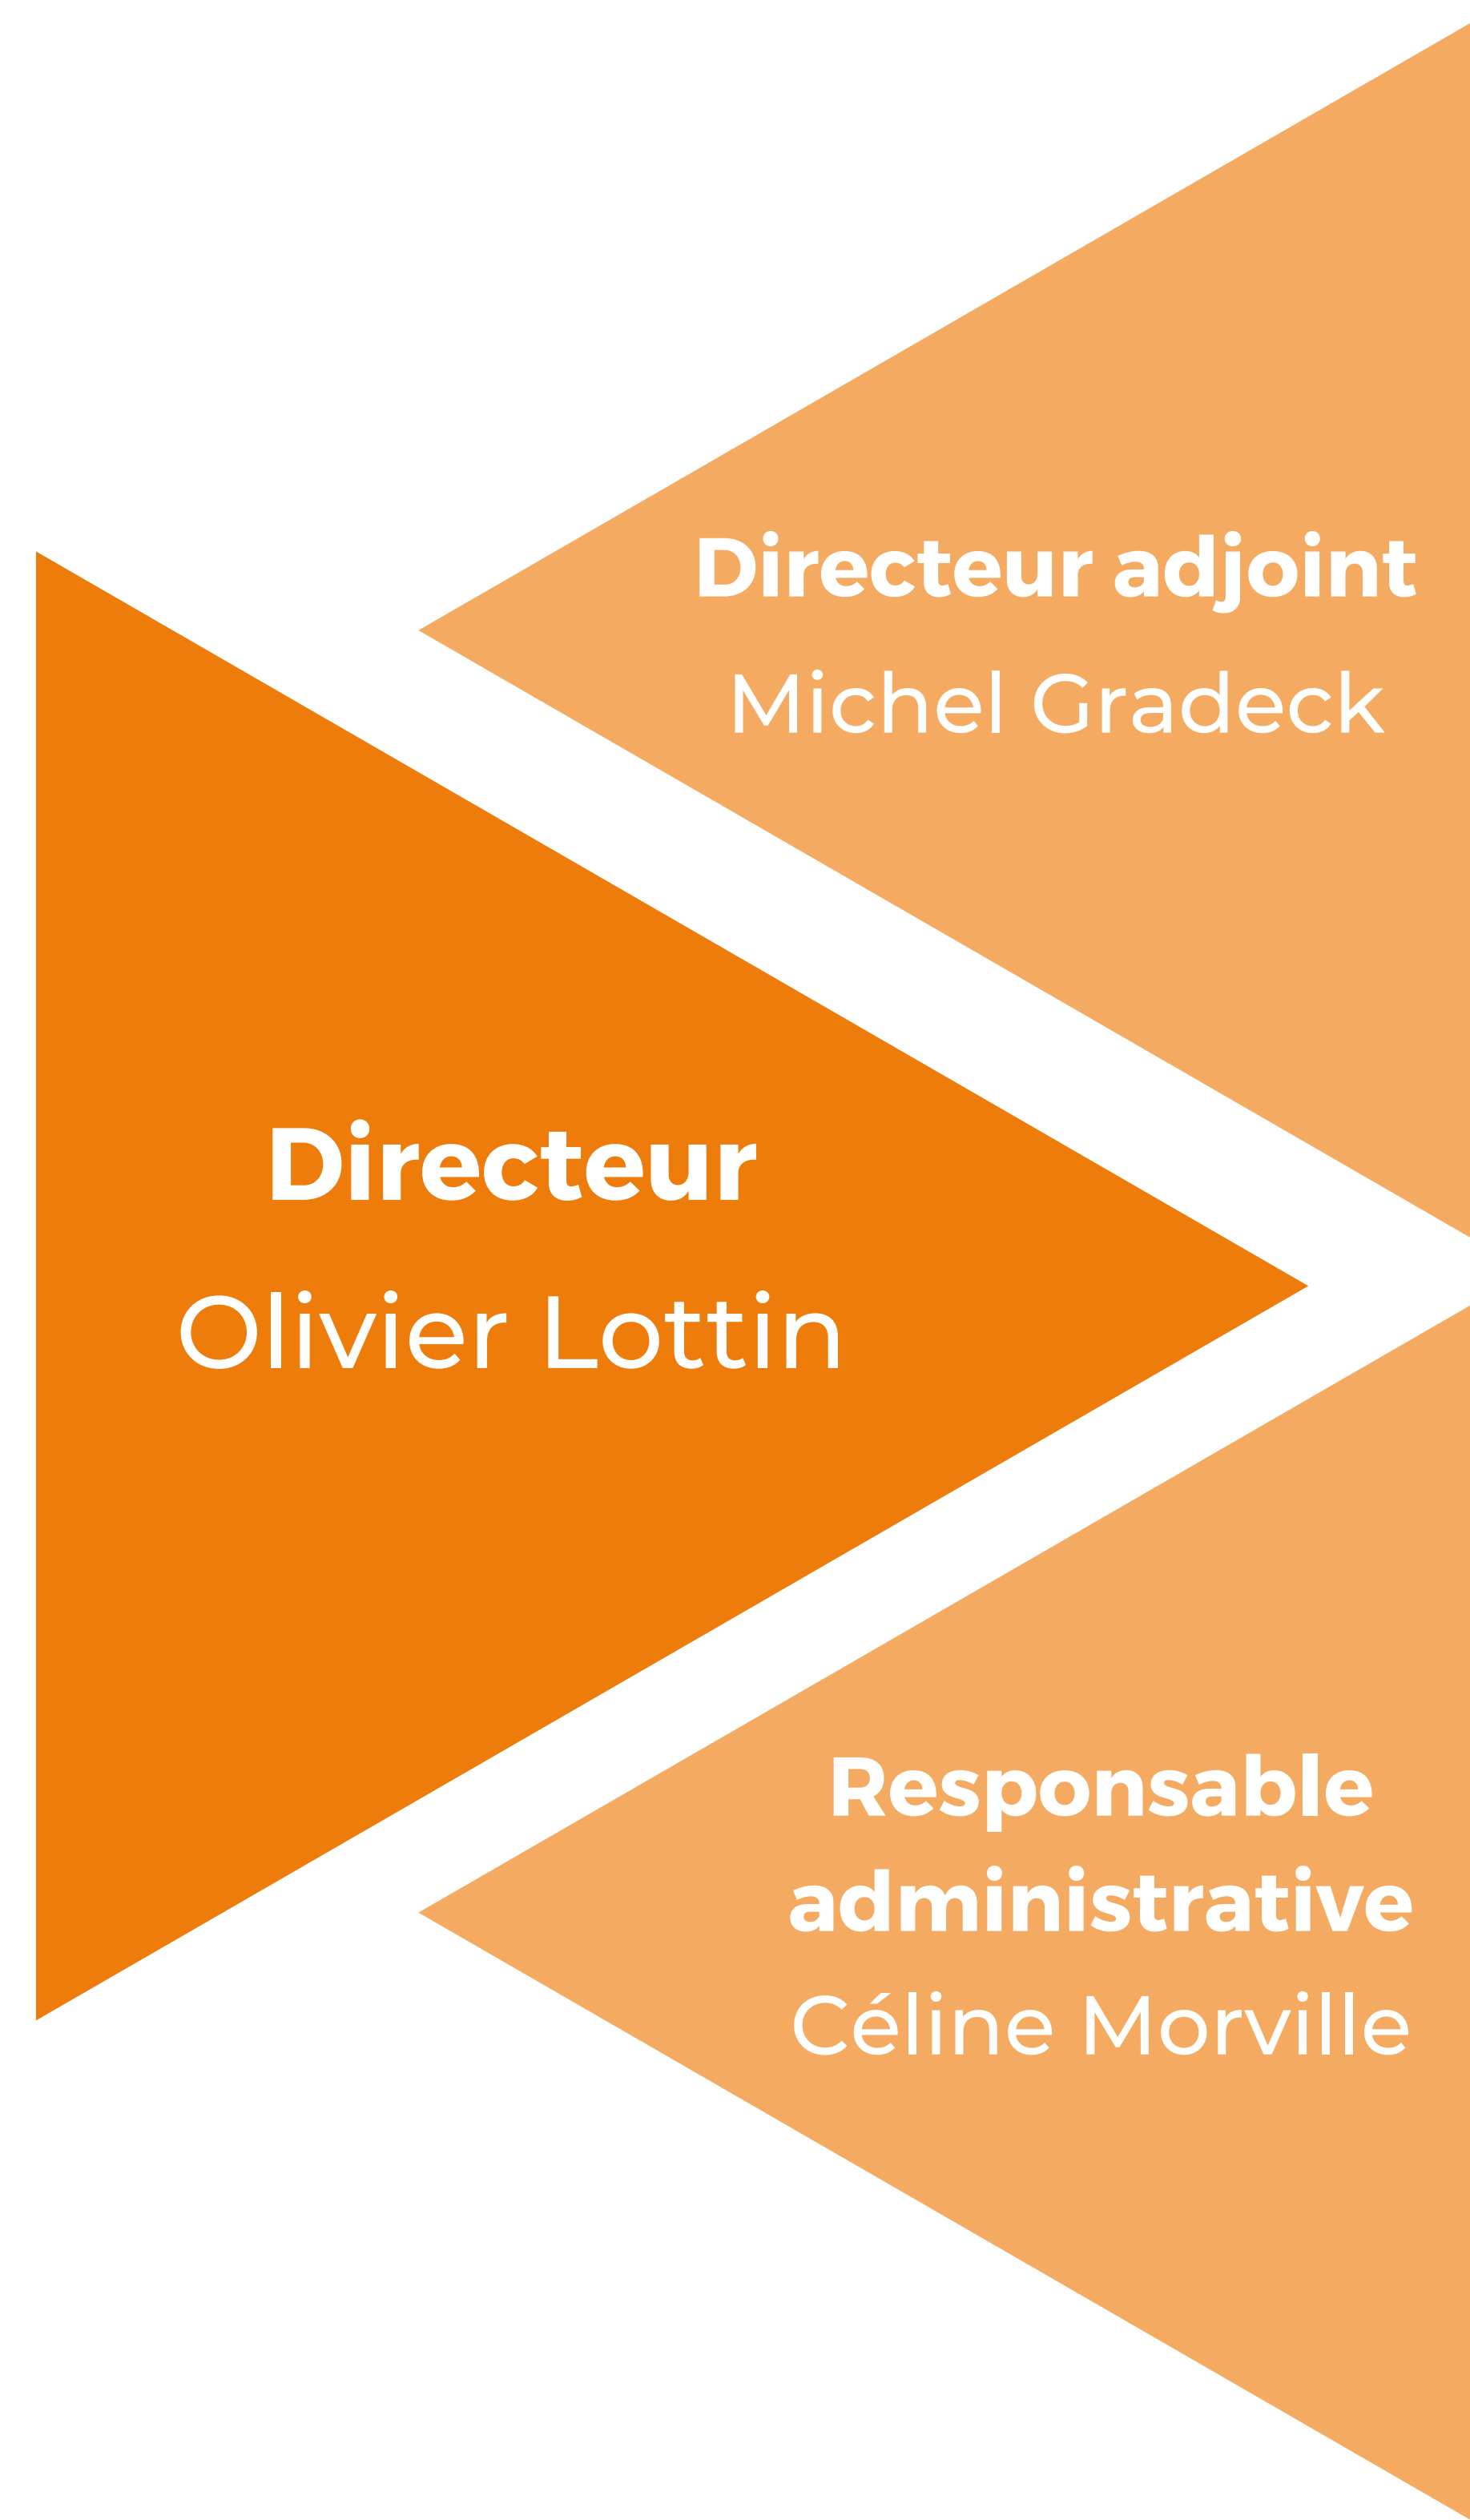 Directeur adjoint
Michel Gradeck
Directeur
Olivier Lottin
Responsable
administrative
Céline Morville